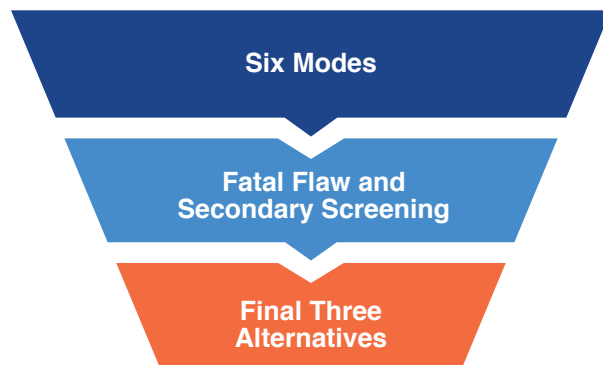 Six Modes
Fatal Flaw and
Secondary Screening
Final Three
Alternatives